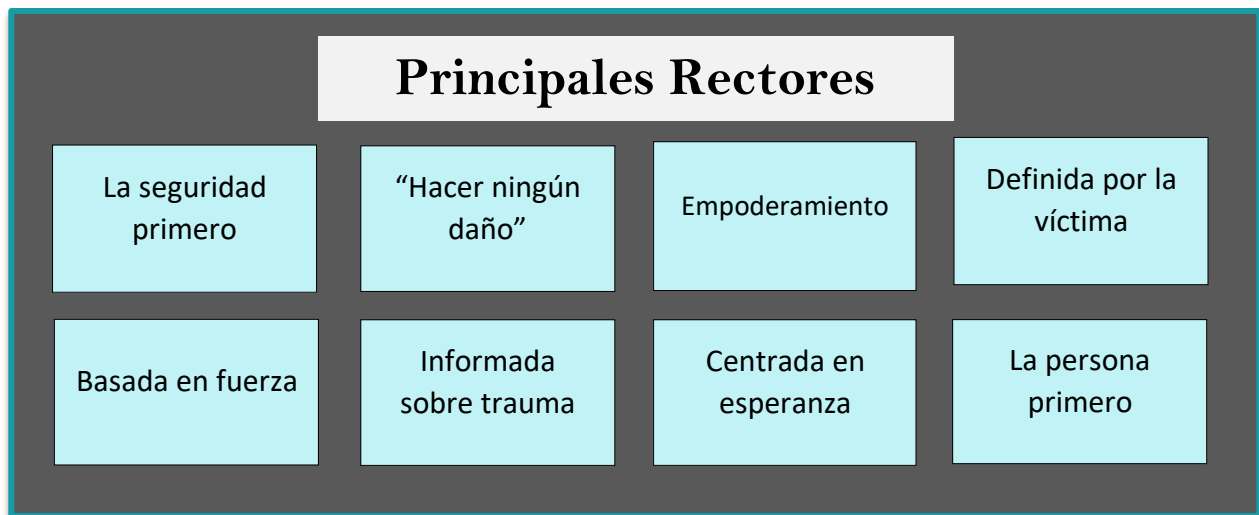 Principales Rectores
La seguridad
primero
“Hacer ningún
daño”
Empoderamiento
Definida por la
víctima
Basada en fuerza
Informada
sobre trauma
Centrada en
esperanza
La persona
primero